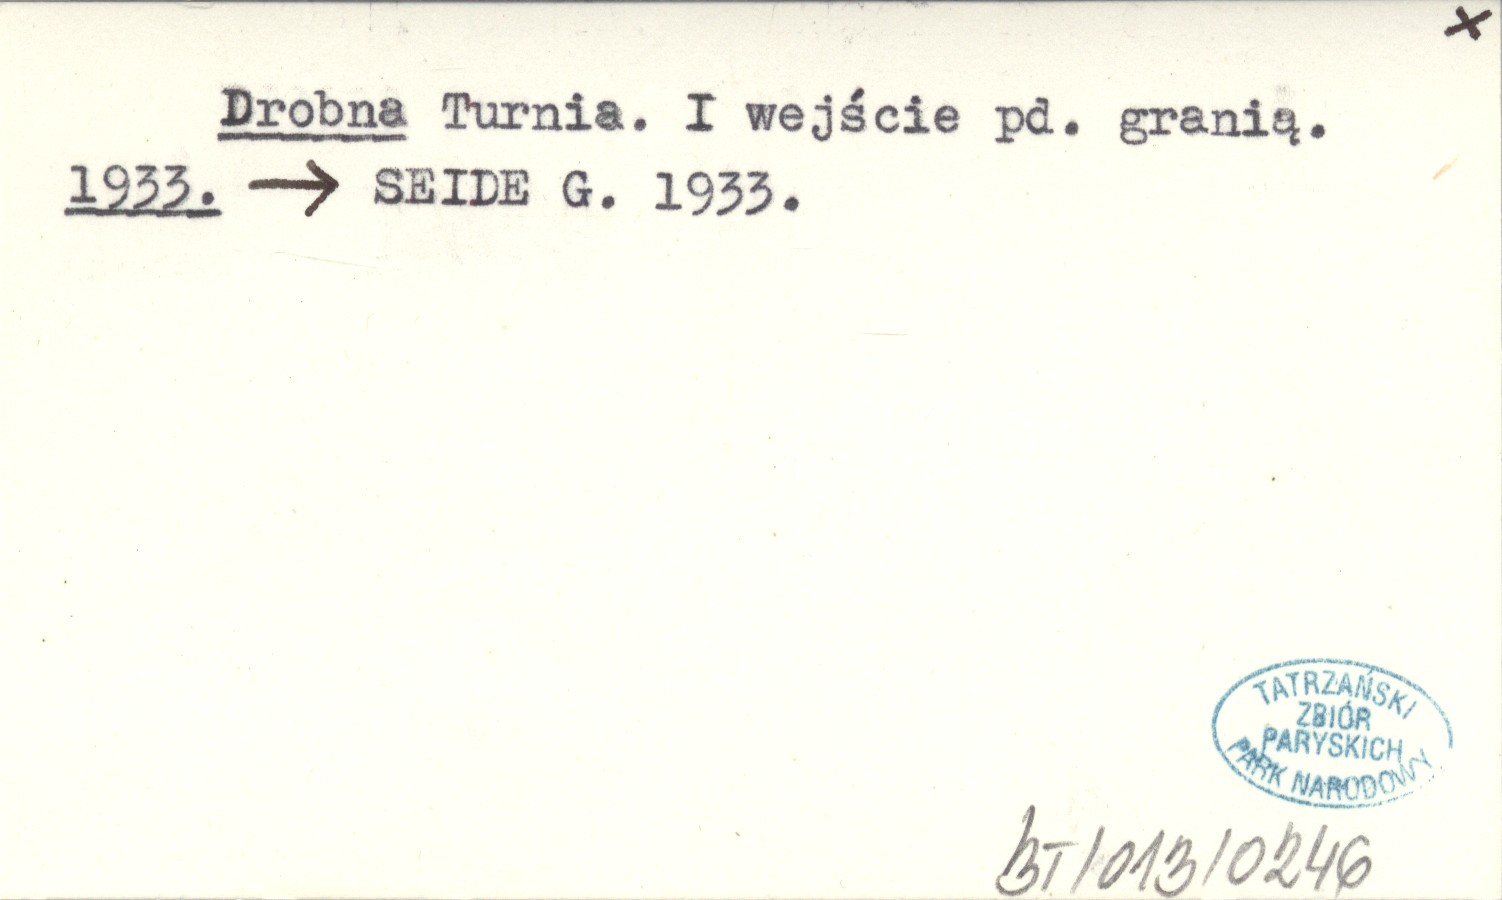 x
Drobna Turnia. I wejście pd. granią.
1933. → SEIDE G. 1933.
TATRZAŃSKI
ZBIÓR
PARYSKICH
PARK NARODOWY
BT/013/0246